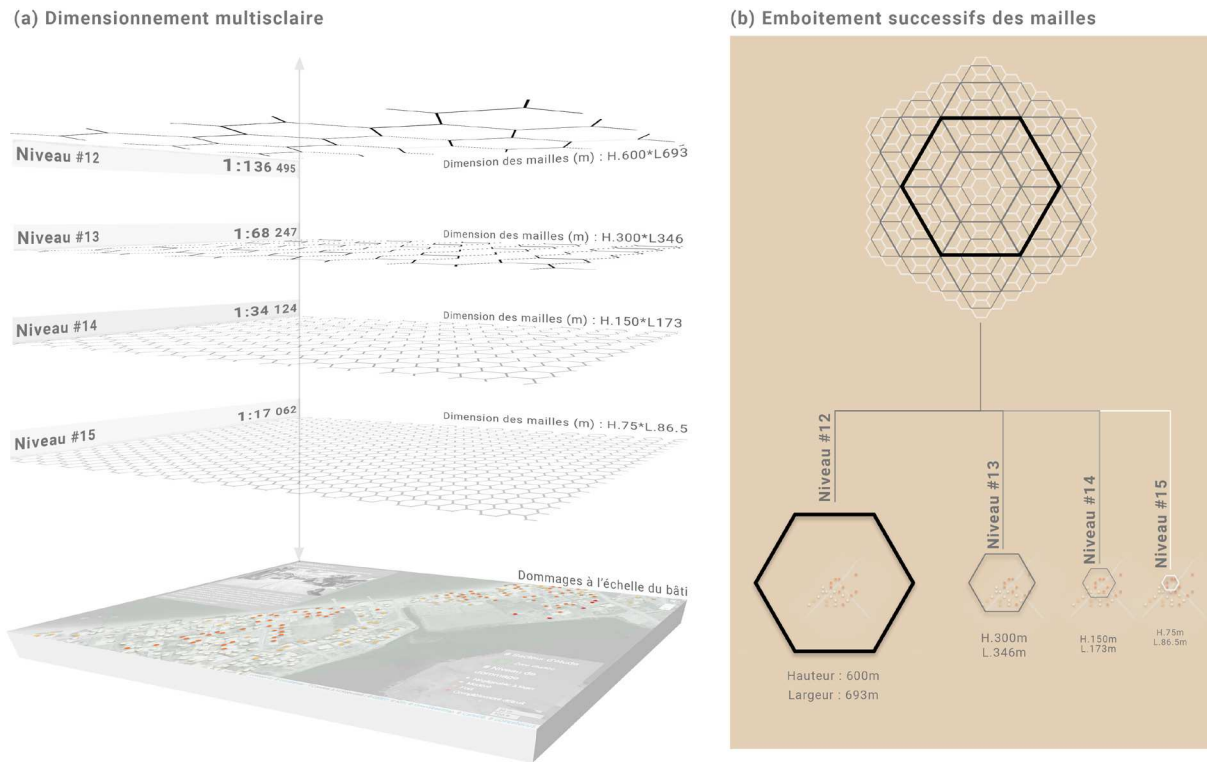 (a) Dimensionnement multisclaire
Niveau #12
1:136 495
Dimension des mailles (m) : H.600*L693
Niveau #13
1:68 247
Dimension des mailles (m) : H.300*L346
Niveau #14
1:34 124
Dimension des mailles (m) : H.150*L173
Niveau #15
1:17 062
Dimension des mailles (m) : H.75*L.86.5
Dommages à l'échelle du bâti
(b) Emboitement successifs des mailles
Niveau #12
Niveau #13
Niveau #14
Niveau #15
Hauteur : 600m
Largeur : 693m
H.300m
L.346m
H.150m
L.173m
H.75m
L.86.5m